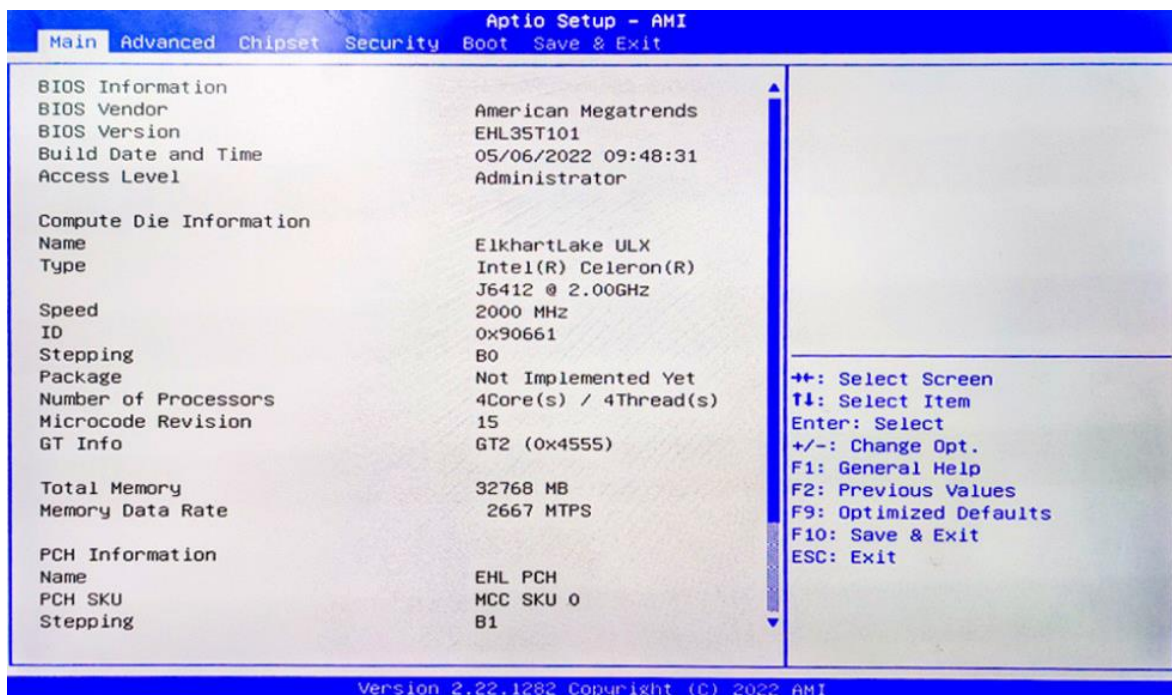 Aptio Setup - AMI
Main Advanced Chipset Security Boot Save & Exit
BIOS Information
BIOS Vendor American Megatrends
BIOS Version EHL35T101
Build Date and Time 05/06/2022 09:48:31
Access Level Administrator
Compute Die Information
Name ElkhartLake ULX
Type Intel(R) Celeron(R)
J6412 @ 2.00GHz
Speed 2000 MHz
ID 0x90661
Stepping B0
Package Not Implemented Yet
Number of Processors 4Core(s) / 4Thread(s)
Microcode Revision 15
GT Info GT2 (0x4555)
Total Memory 32768 MB
Memory Data Rate 2667 MTPS
PCH Information
Name EHL PCH
PCH SKU MCC SKU 0
Stepping B1
→←: Select Screen
↑↓: Select Item
Enter: Select
+/-: Change Opt.
F1: General Help
F2: Previous Values
F9: Optimized Defaults
F10: Save & Exit
ESC: Exit
Version 2.22.1282 Copyright (C) 2022 AMI